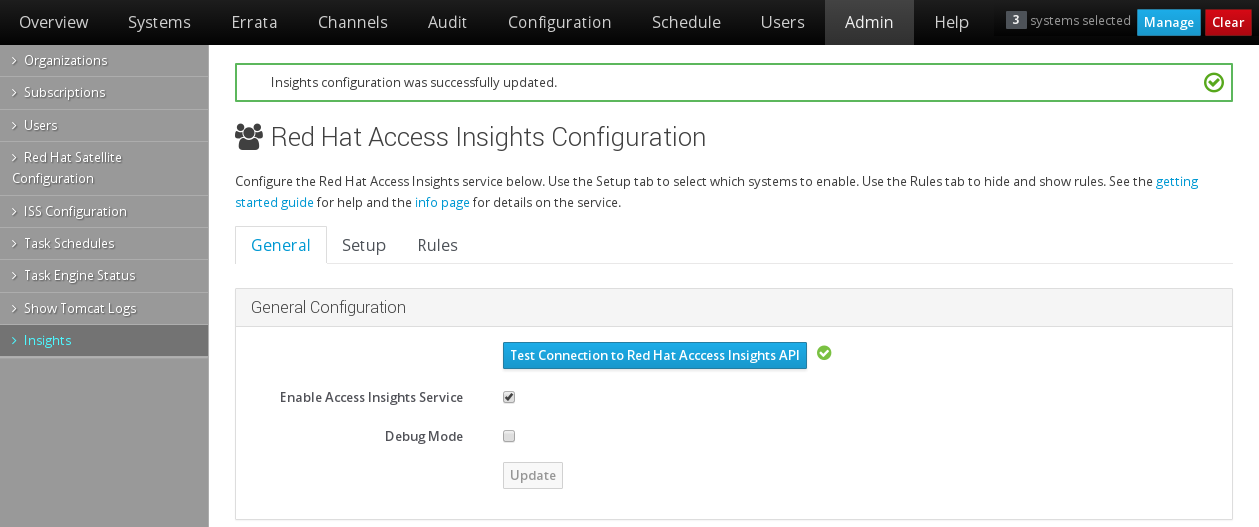 Overview Systems Errata Channels Audit Configuration Schedule Users Admin Help 3 systems selected Manage Clear
Organizations
Subscriptions
Users
Red Hat Satellite
Configuration
ISS Configuration
Task Schedules
Task Engine Status
Show Tomcat Logs
Insights
Insights configuration was successfully updated.
Red Hat Access Insights Configuration
Configure the Red Hat Access Insights service below. Use the Setup tab to select which systems to enable. Use the Rules tab to hide and show rules. See the getting
started guide for help and the info page for details on the service.
General Setup Rules
General Configuration
Test Connection to Red Hat Acccess Insights API
Enable Access Insights Service
Debug Mode
Update